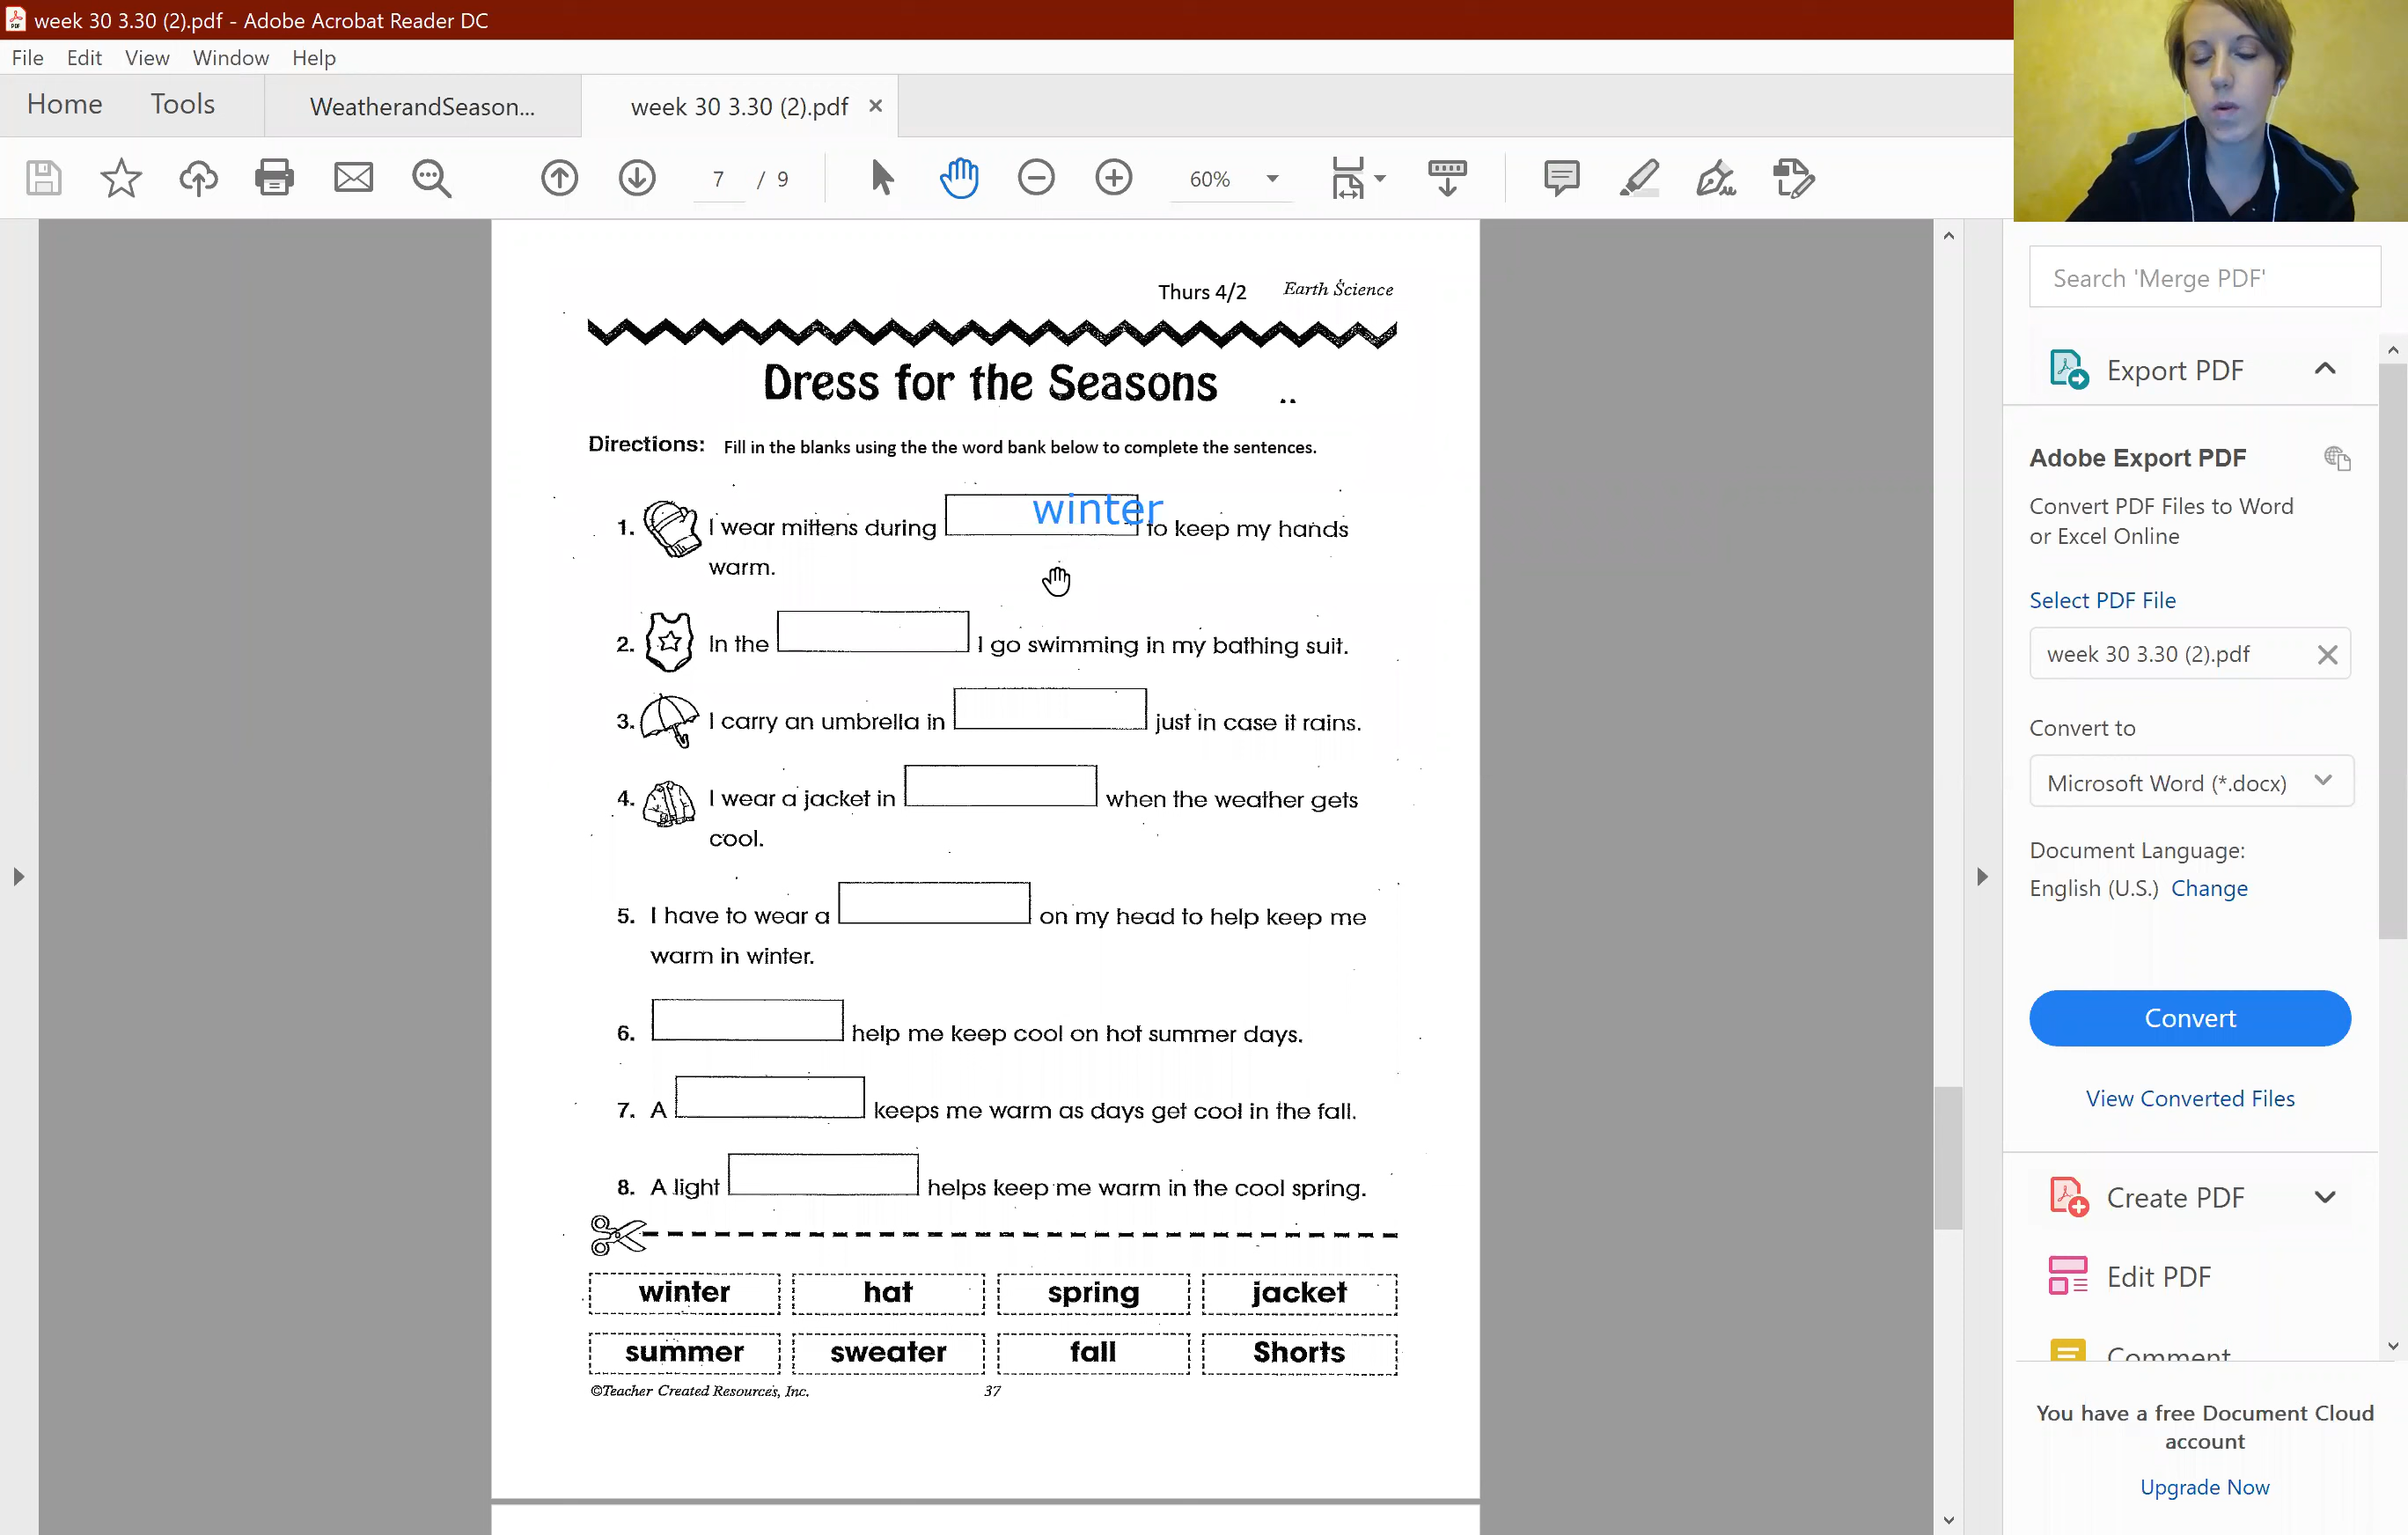 week 30 3.30 (2).pdf - Adobe Acrobat Reader DC
File Edit View Window Help
Home Tools WeatherandSeason... week 30 3.30 (2).pdf
7 / 9 60%
Thurs 4/2 Earth Science
Dress for the Seasons
Directions: Fill in the blanks using the the word bank below to complete the sentences.
1. I wear mittens during winter to keep my hands
warm.
2. In the I go swimming in my bathing suit.
3. I carry an umbrella in just in case it rains.
4. I wear a jacket in when the weather gets
cool.
5. I have to wear a on my head to help keep me
warm in winter.
6. help me keep cool on hot summer days.
7. A keeps me warm as days get cool in the fall.
8. A light helps keep me warm in the cool spring.
winter hat spring jacket
summer sweater fall Shorts
©Teacher Created Resources, Inc. 37
Search 'Merge PDF'
Export PDF
Adobe Export PDF
Convert PDF Files to Word
or Excel Online
Select PDF File
week 30 3.30 (2).pdf
Convert to
Microsoft Word (*.docx)
Document Language:
English (U.S.) Change
Convert
View Converted Files
Create PDF
Edit PDF
Comment
You have a free Document Cloud
account
Upgrade Now